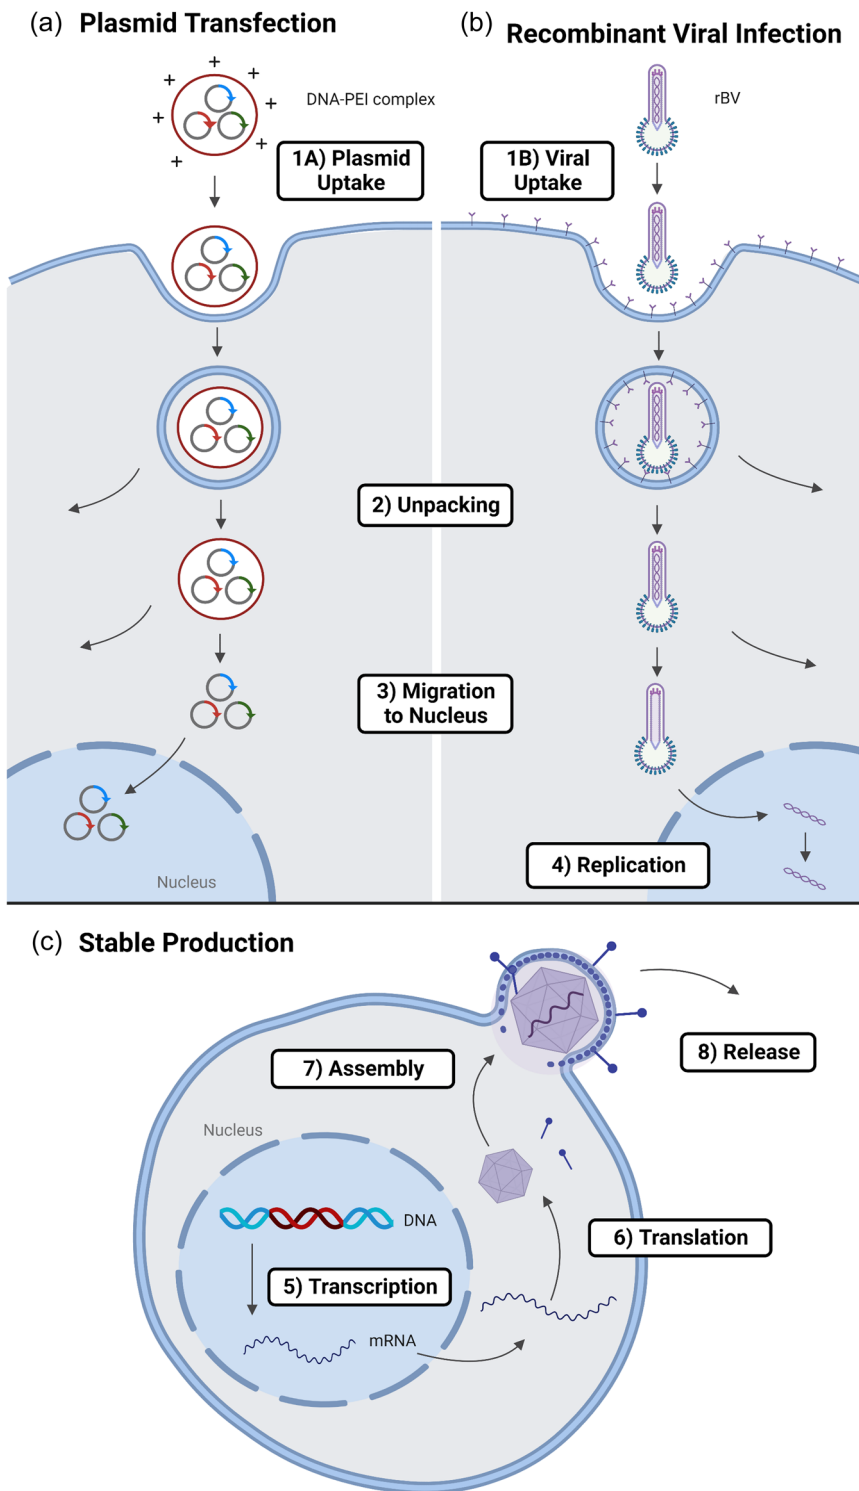 (a) Plasmid Transfection
+ + + + + + + +
DNA-PEI complex
1A) Plasmid
Uptake
(b) Recombinant Viral Infection
rBV
1B) Viral
Uptake
2) Unpacking
3) Migration
to Nucleus
Nucleus
4) Replication
(c) Stable Production
7) Assembly
8) Release
Nucleus
DNA
6) Translation
5) Transcription
mRNA